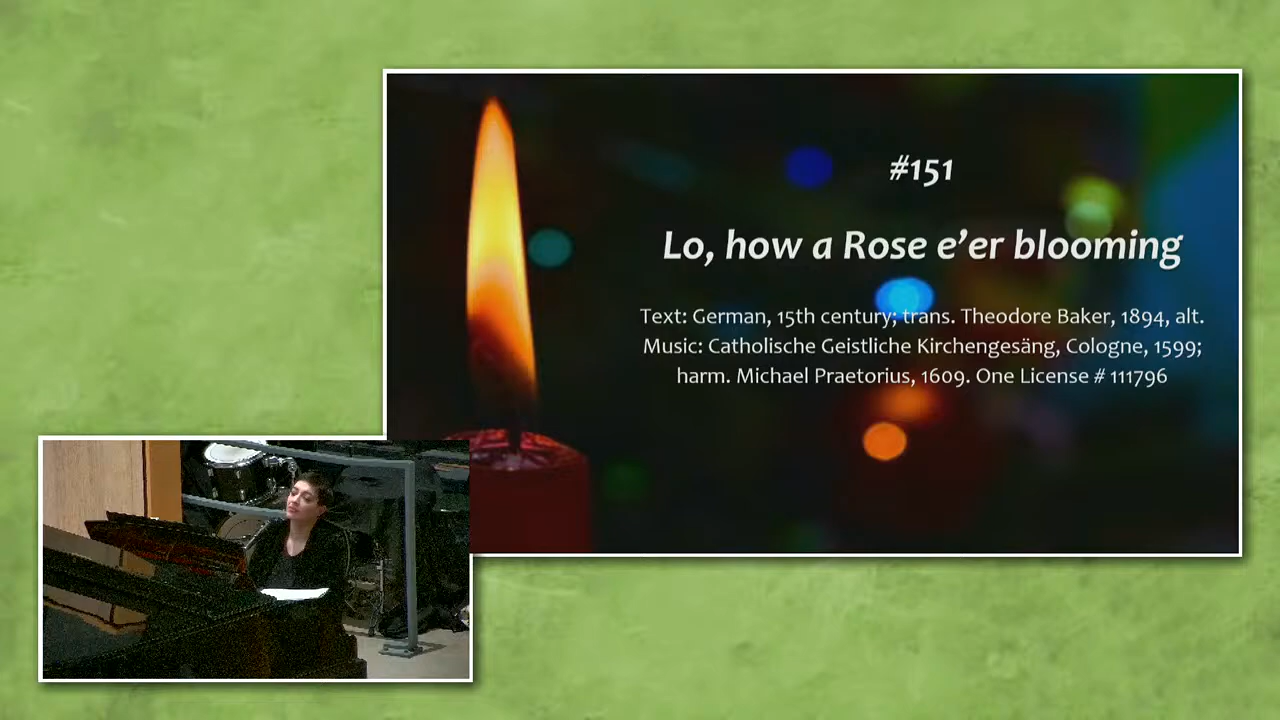 #151
Lo, how a Rose e’er blooming
Text: German, 15th century; trans. Theodore Baker, 1894, alt.
Music: Catholische Geistliche Kirchengesäng, Cologne, 1599;
harm. Michael Praetorius, 1609. One License # 111796